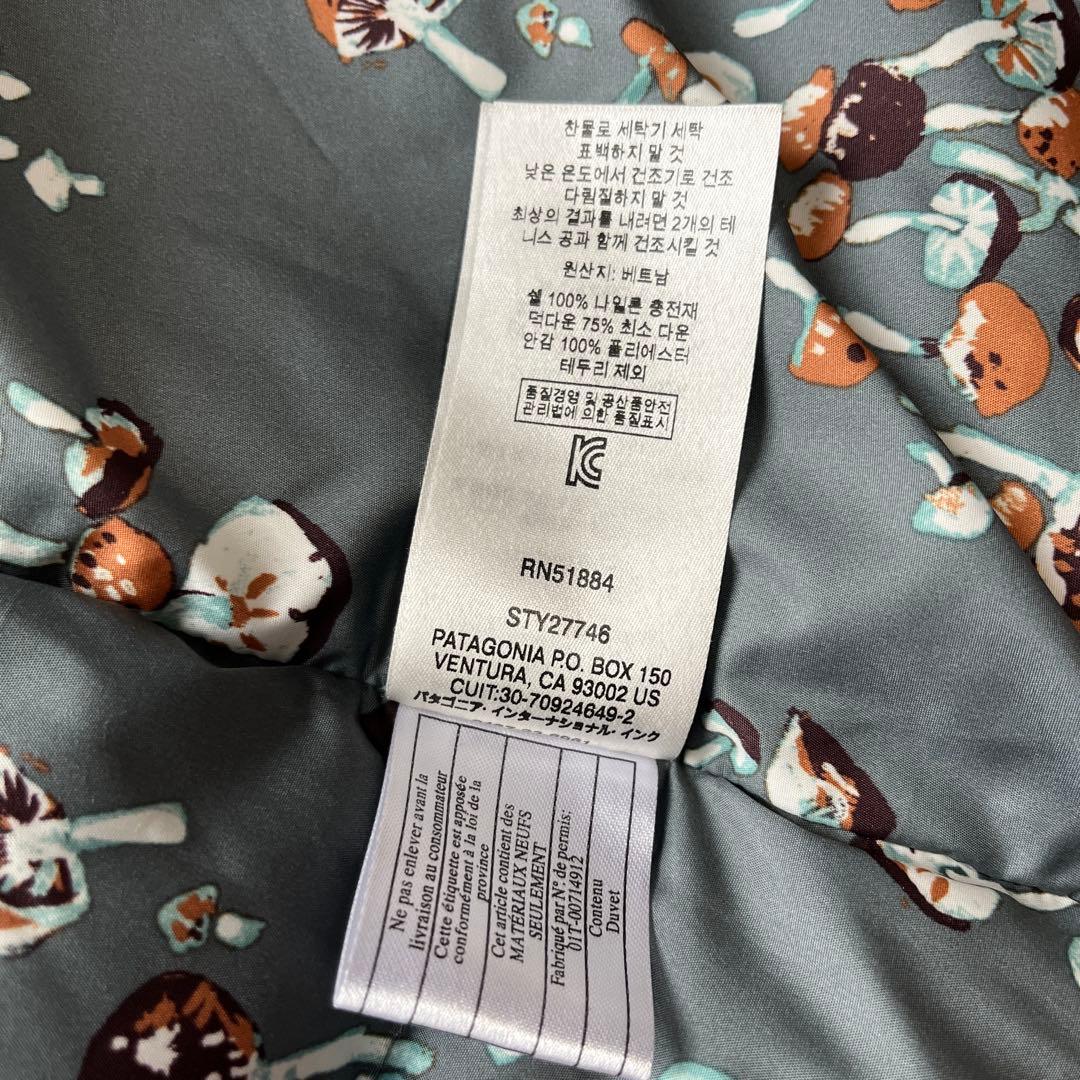 찬물로 세탁기 세탁
표백하지 말 것
낮은 온도에서 건조기로 건조
다림질하지 말 것
최상의 결과를 내려면 2개의 테
니스 공과 함께 건조시킬 것
원산지: 베트남
쉘 100% 나일론 충전재
덕다운 75% 최소 다운
안감 100% 폴리에스터
테두리 제외
품질경영 및 공산품안전
관리법에 의한 품질표시
KC
RN51884
STY27746
PATAGONIA P.O. BOX 150
VENTURA, CA 93002 US
CUIT:30-70924649-2
パタゴニア・インターナショナル・インク
Ne pas enlever avant la
livraison au consommateur
Cette étiquette est apposée
conformément à la loi de la
province
Cet article contient des
MATÉRIAUX NEUFS
SEULEMENT
Fabriqué par N° de permis:
01T-00714912
Contenu
Duvet